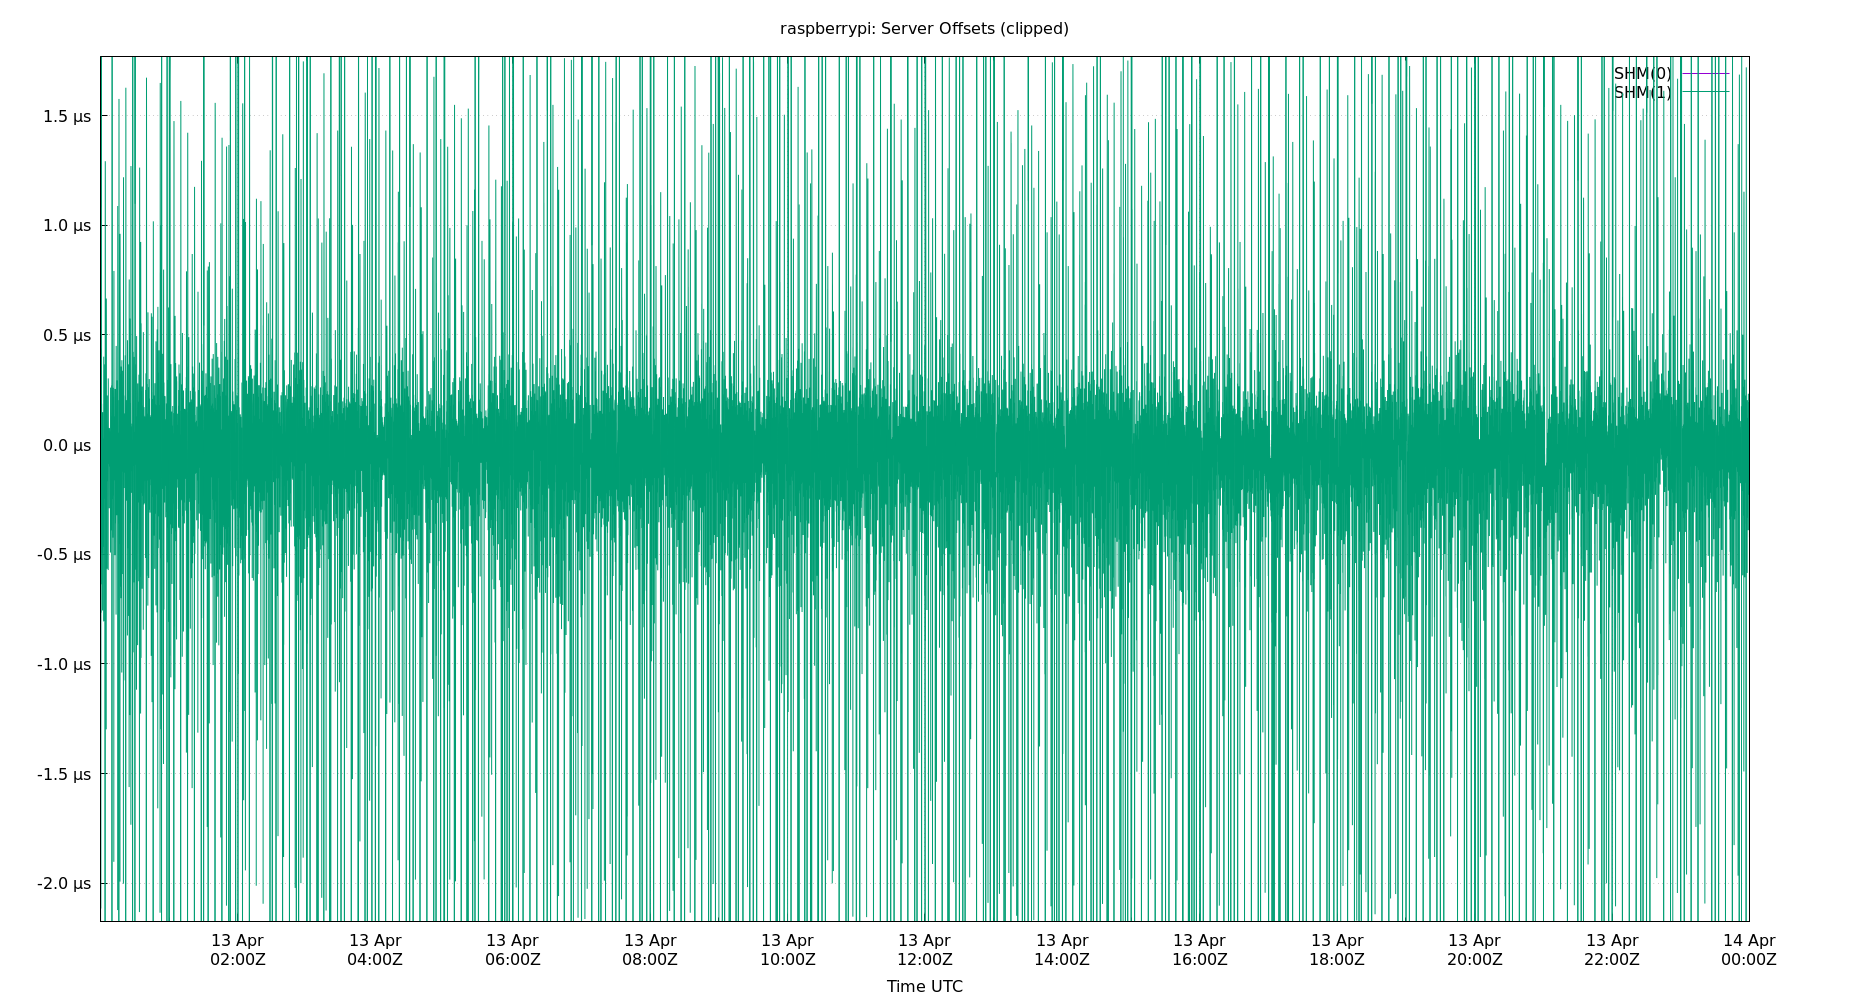 raspberrypi: Server Offsets (clipped)
SHM(0)
SHM(1)
1.5 µs
1.0 µs
0.5 µs
0.0 µs
-0.5 µs
-1.0 µs
-1.5 µs
-2.0 µs
13 Apr 13 Apr 13 Apr 13 Apr 13 Apr 13 Apr 13 Apr 13 Apr 13 Apr 13 Apr 13 Apr 14 Apr
02:00Z 04:00Z 06:00Z 08:00Z 10:00Z 12:00Z 14:00Z 16:00Z 18:00Z 20:00Z 22:00Z 00:00Z
Time UTC